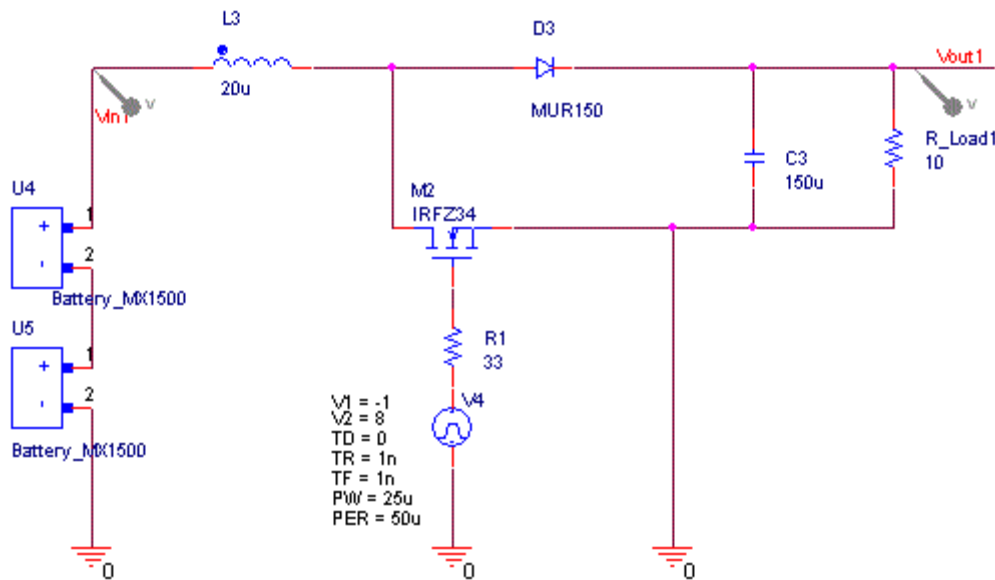 L3
20u
D3
MUR150
Vout1
V
V
Vin1
R_Load1
10
C3
150u
U4
1
+
2
-
Battery_MX1500
M2
IRFZ34
U5
1
+
2
-
Battery_MX1500
R1
33
V4
V1 = -1
V2 = 8
TD = 0
TR = 1n
TF = 1n
PW = 25u
PER = 50u
0
0
0